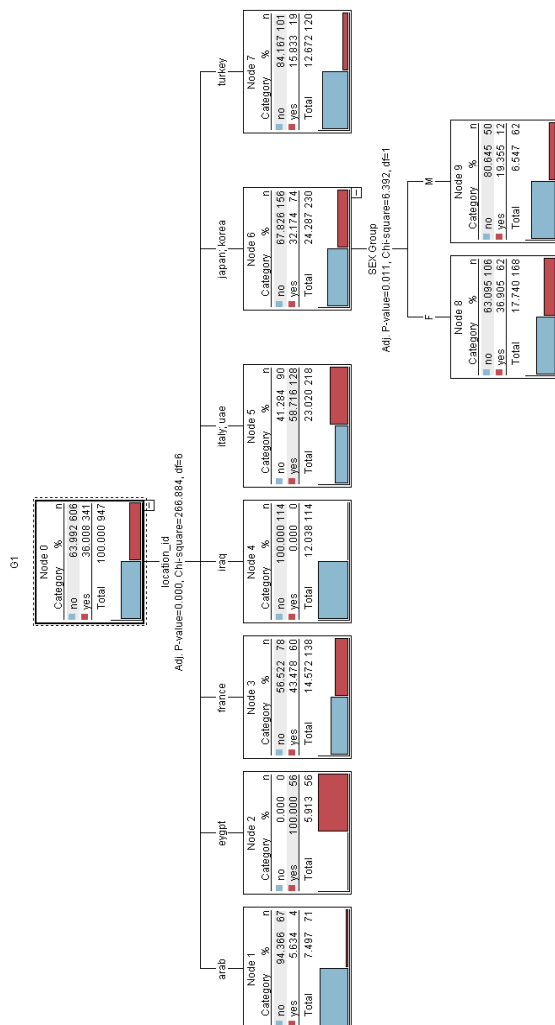 G1
Node 0
Category % n
no 63.992 606
yes 36.008 341
Total 100.000 947
location_id
Adj. P-value=0.000, Chi-square=266.884, df=6
arab
eygpt
france
iraq
italy; uae
japan; korea
turkey
Node 1
Category % n
no 94.366 67
yes 5.634 4
Total 7.497 71
Node 2
Category % n
no 0.000 0
yes 100.000 56
Total 5.913 56
Node 3
Category % n
no 56.522 78
yes 43.478 60
Total 14.572 138
Node 4
Category % n
no 100.000 114
yes 0.000 0
Total 12.038 114
Node 5
Category % n
no 41.284 90
yes 58.716 128
Total 23.020 218
Node 6
Category % n
no 67.826 156
yes 32.174 74
Total 24.287 230
Node 7
Category % n
no 84.167 101
yes 15.833 19
Total 12.672 120
SEX Group
Adj. P-value=0.011, Chi-square=6.392, df=1
F
M
Node 8
Category % n
no 63.095 106
yes 36.905 62
Total 17.740 168
Node 9
Category % n
no 80.645 50
yes 19.355 12
Total 6.547 62